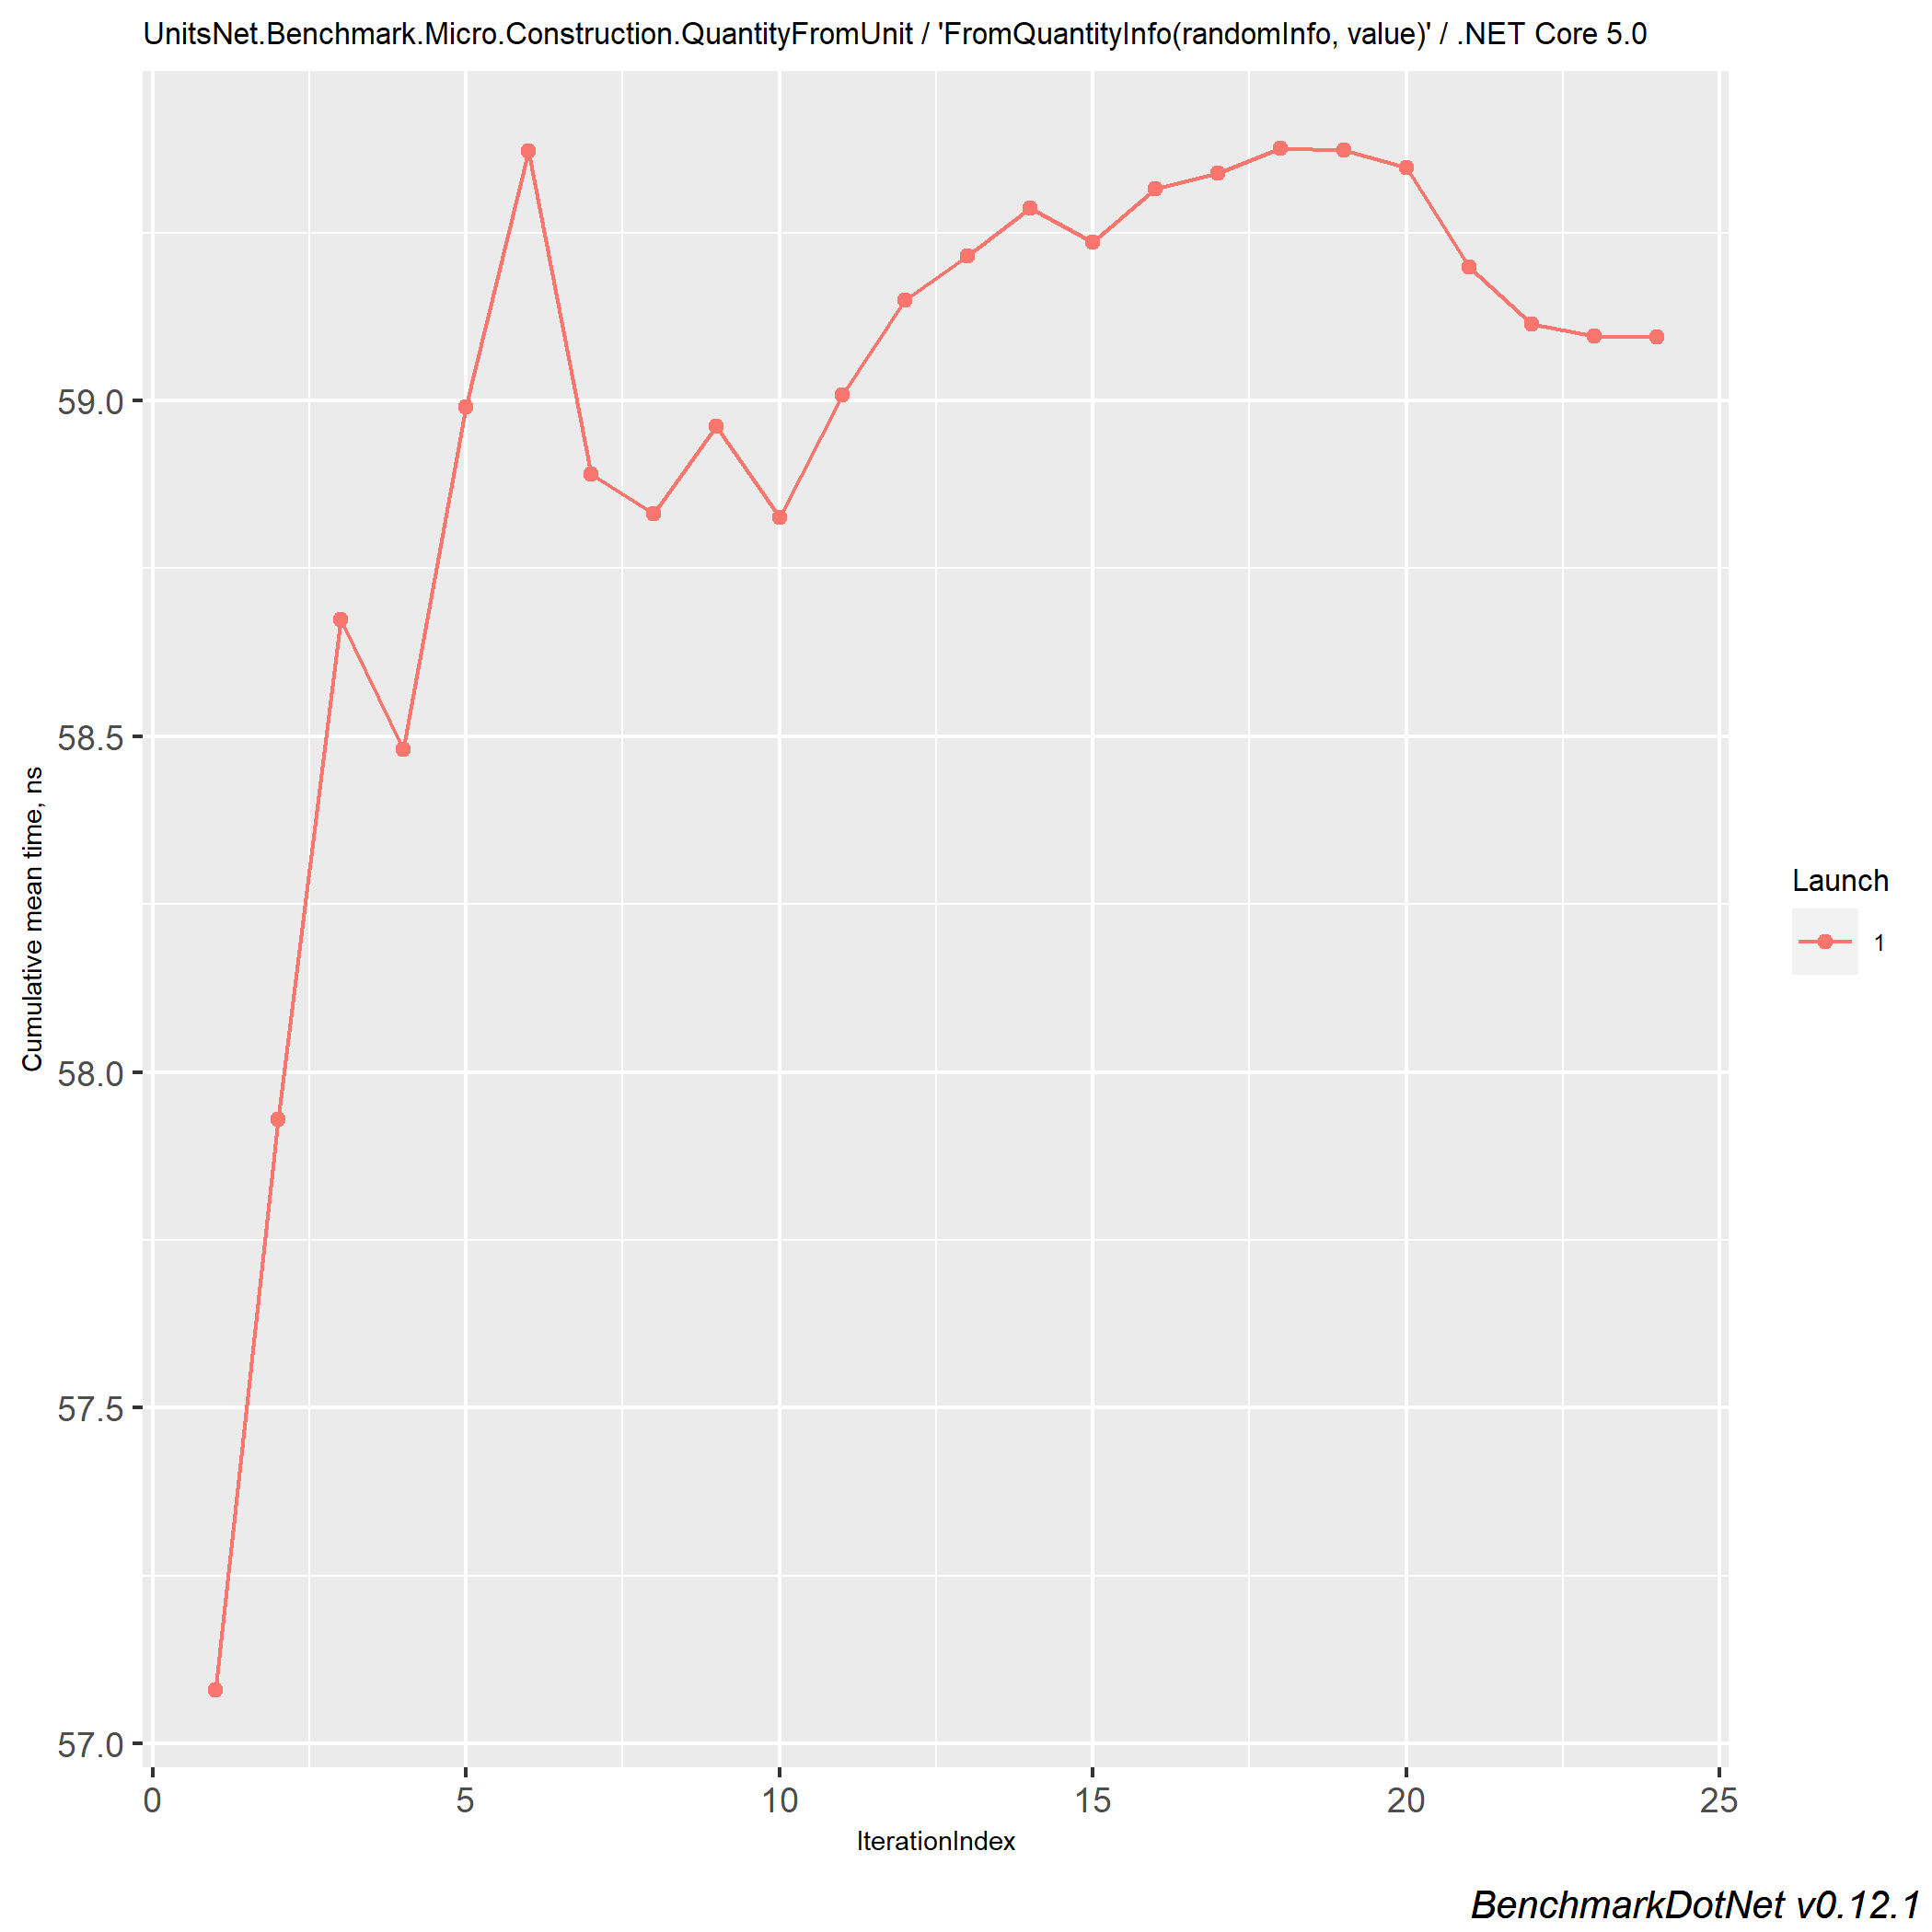 UnitsNet.Benchmark.Micro.Construction.QuantityFromUnit / 'FromQuantityInfo(randomInfo, value)' / .NET Core 5.0
59.0
58.5
58.0
57.5
57.0
Cumulative mean time, ns
0 5 10 15 20 25
IterationIndex
Launch
1
BenchmarkDotNet v0.12.1